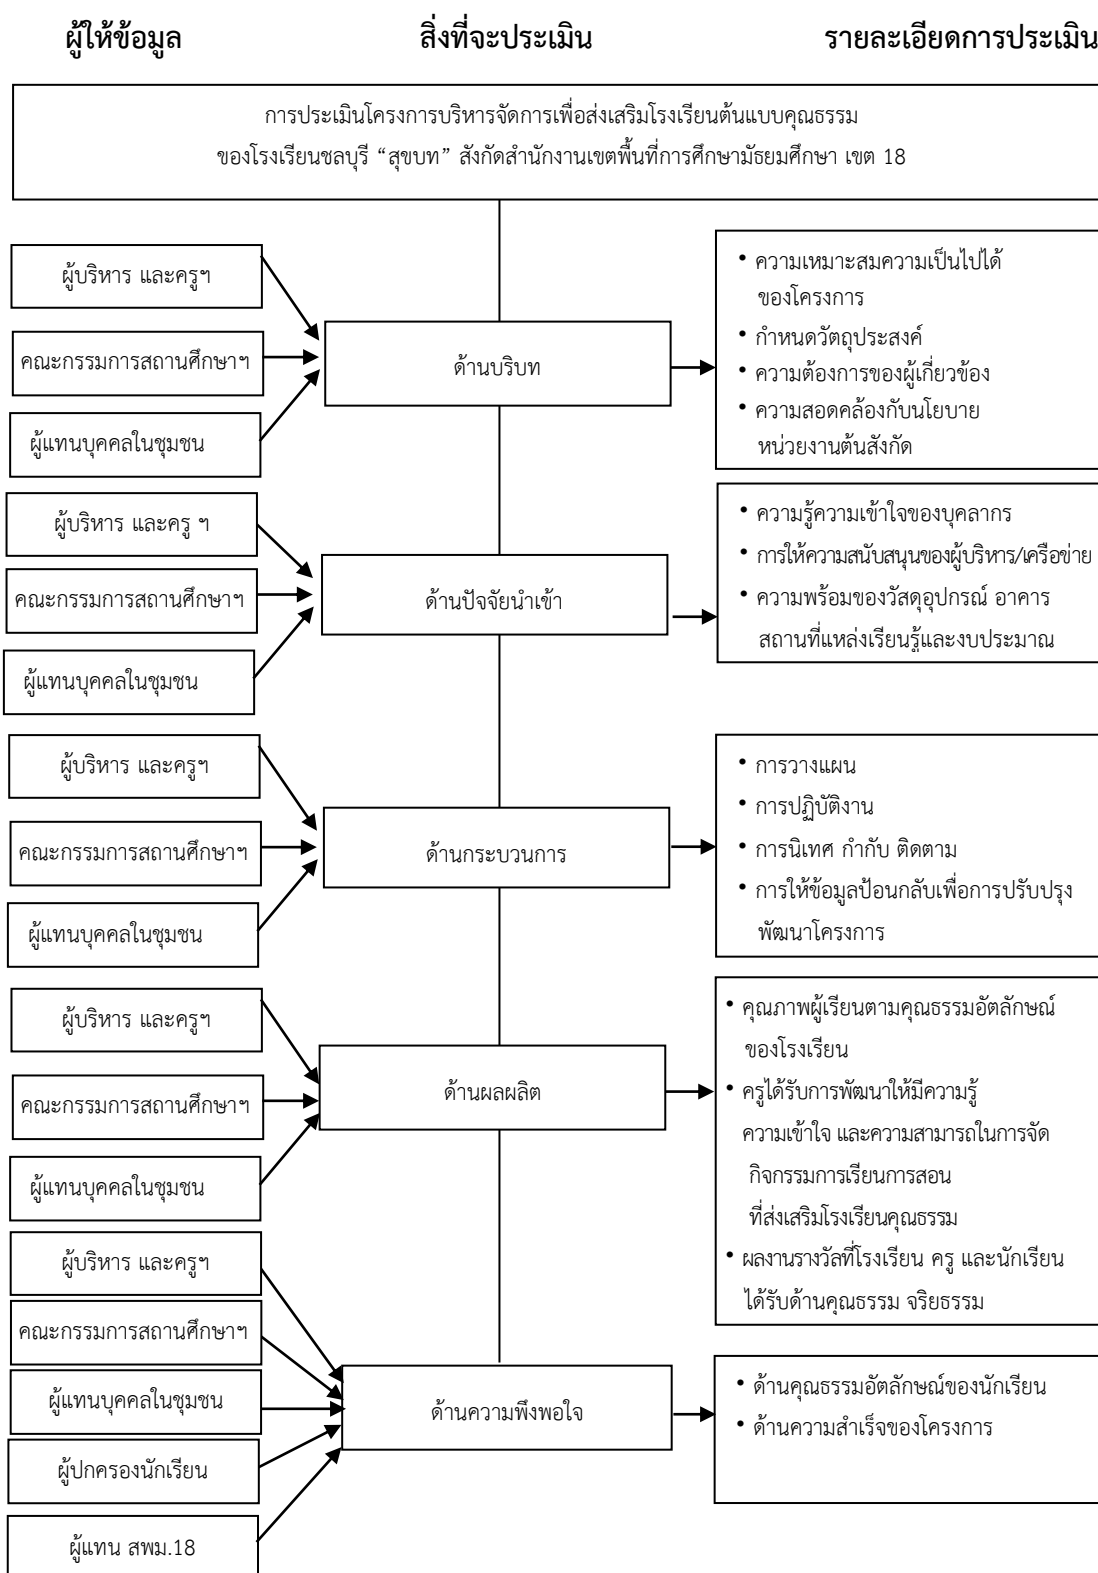 ผู้ให้ข้อมูล
สิ่งที่จะประเมิน
รายละเอียดการประเมิน
การประเมินโครงการบริหารจัดการเพื่อส่งเสริมโรงเรียนต้นแบบคุณธรรม
ของโรงเรียนชลบุรี “สุขบท” สังกัดสำนักงานเขตพื้นที่การศึกษามัธยมศึกษา เขต 18
ผู้บริหาร และครูฯ
คณะกรรมการสถานศึกษาฯ
ผู้แทนบุคคลในชุมชน
ด้านบริบท
• ความเหมาะสมความเป็นไปได้
ของโครงการ
• กำหนดวัตถุประสงค์
• ความต้องการของผู้เกี่ยวข้อง
• ความสอดคล้องกับนโยบาย
หน่วยงานต้นสังกัด
ผู้บริหาร และครู ฯ
คณะกรรมการสถานศึกษาฯ
ผู้แทนบุคคลในชุมชน
ด้านปัจจัยนำเข้า
• ความรู้ความเข้าใจของบุคลากร
• การให้ความสนับสนุนของผู้บริหาร/เครือข่าย
• ความพร้อมของวัสดุอุปกรณ์ อาคาร
สถานที่แหล่งเรียนรู้และงบประมาณ
ผู้บริหาร และครูฯ
คณะกรรมการสถานศึกษาฯ
ผู้แทนบุคคลในชุมชน
ด้านกระบวนการ
• การวางแผน
• การปฏิบัติงาน
• การนิเทศ กำกับ ติดตาม
• การให้ข้อมูลป้อนกลับเพื่อการปรับปรุง
พัฒนาโครงการ
ผู้บริหาร และครูฯ
คณะกรรมการสถานศึกษาฯ
ผู้แทนบุคคลในชุมชน
ด้านผลผลิต
• คุณภาพผู้เรียนตามคุณธรรมอัตลักษณ์
ของโรงเรียน
• ครูได้รับการพัฒนาให้มีความรู้
ความเข้าใจ และความสามารถในการจัด
กิจกรรมการเรียนการสอน
ที่ส่งเสริมโรงเรียนคุณธรรม
• ผลงานรางวัลที่โรงเรียน ครู และนักเรียน
ได้รับด้านคุณธรรม จริยธรรม
ผู้บริหาร และครูฯ
คณะกรรมการสถานศึกษาฯ
ผู้แทนบุคคลในชุมชน
ผู้ปกครองนักเรียน
ผู้แทน สพม.18
ด้านความพึงพอใจ
• ด้านคุณธรรมอัตลักษณ์ของนักเรียน
• ด้านความสำเร็จของโครงการ